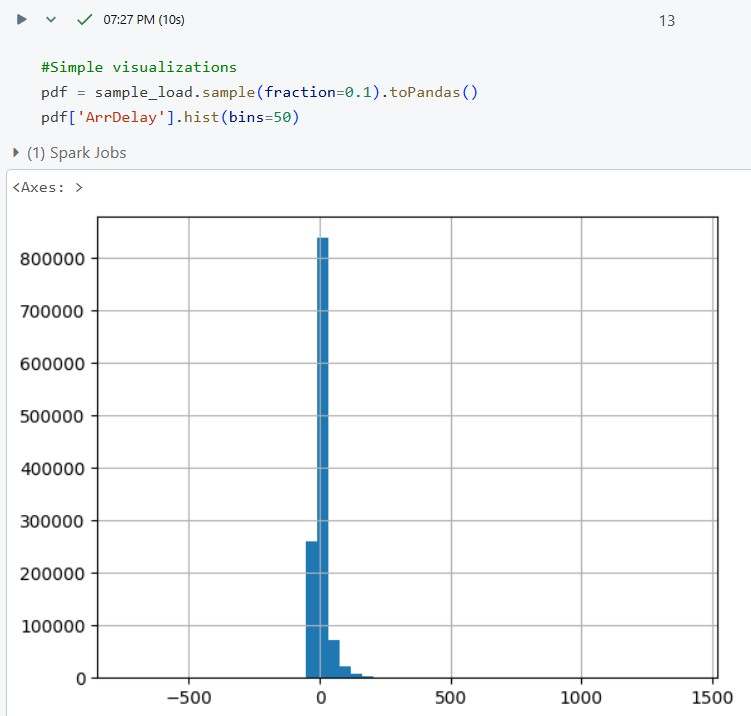 07:27 PM (10s)
13
#Simple visualizations
pdf = sample_load.sample(fraction=0.1).toPandas()
pdf['ArrDelay'].hist(bins=50)
(1) Spark Jobs
<Axes: >
800000
700000
600000
500000
400000
300000
200000
100000
0
−500
0
500
1000
1500